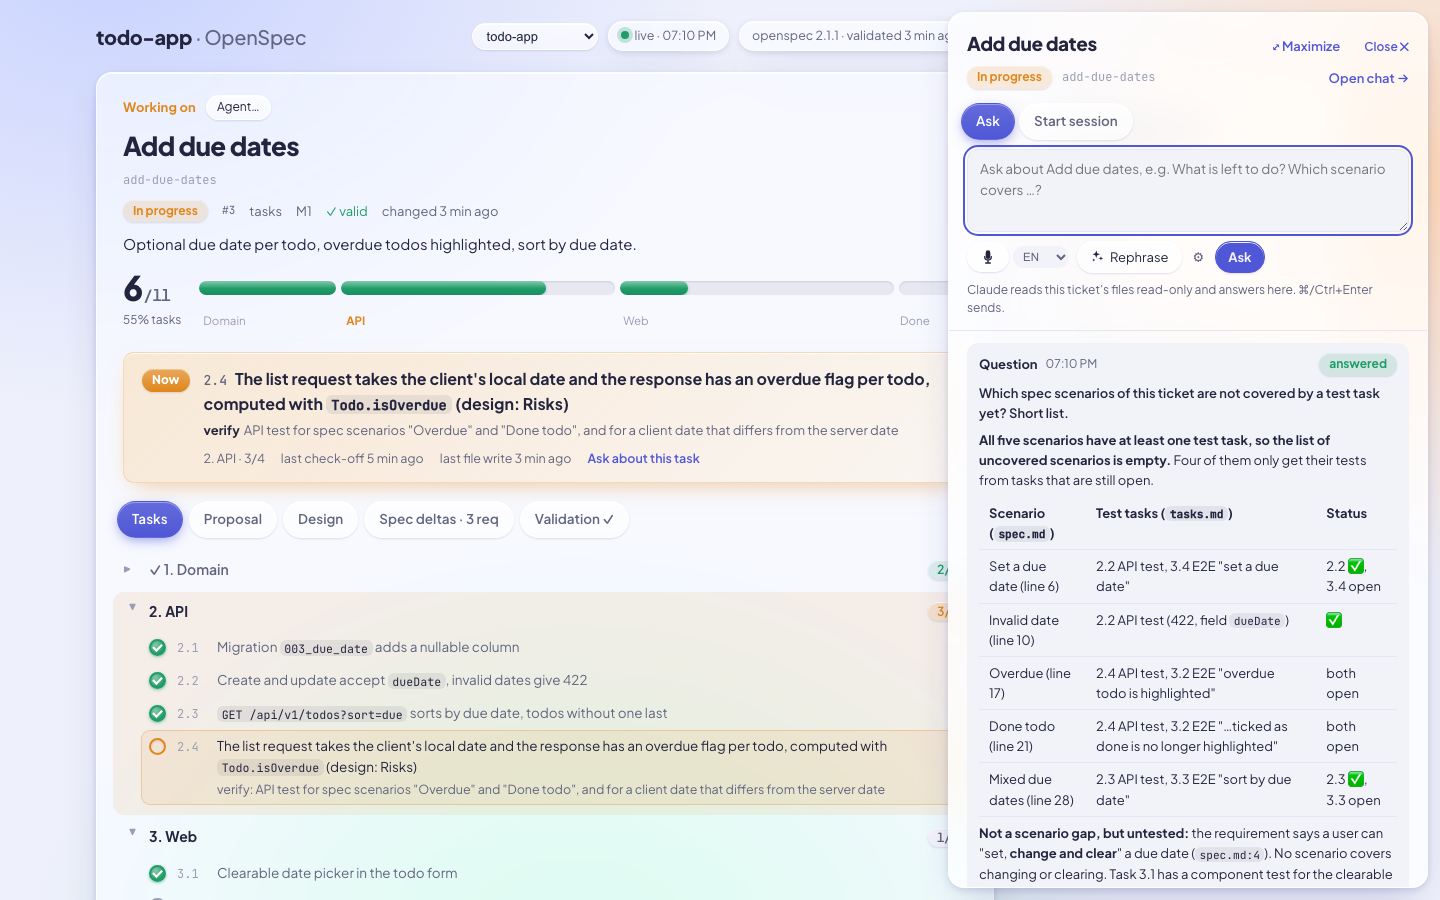 todo-app · OpenSpec
todo-app
live · 07:10 PM
openspec 2.1.1 · validated 3 min
Working on
Agent…
Add due dates
add-due-dates
In progress #3 tasks M1 ✓ valid changed 3 min ago
Optional due date per todo, overdue todos highlighted, sort by due date.
6/11
55% tasks
Domain API Web Done
Now
2.4 The list request takes the client's local date and the response has an overdue flag per todo,
computed with Todo.isOverdue (design: Risks)
verify API test for spec scenarios "Overdue" and "Done todo", and for a client date that differs from the server date
2. API · 3/4 last check-off 5 min ago last file write 3 min ago Ask about this task
Tasks Proposal Design Spec deltas · 3 req Validation ✓
✓ 1. Domain 2/
2. API 3/
2.1 Migration 003_due_date adds a nullable column
2.2 Create and update accept dueDate, invalid dates give 422
2.3 GET /api/v1/todos?sort=due sorts by due date, todos without one last
2.4 The list request takes the client's local date and the response has an overdue flag per todo, computed with
Todo.isOverdue (design: Risks)
verify: API test for spec scenarios "Overdue" and "Done todo", and for a client date that differs from the server date
3. Web 1/
3.1 Clearable date picker in the todo form
Add due dates
Maximize
Close ✕
In progress add-due-dates
Open chat →
Ask Start session
Ask about Add due dates, e.g. What is left to do? Which scenario
covers …?
EN Rephrase Ask
Claude reads this ticket's files read-only and answers here. ⌘/Ctrl+Enter
sends.
Question 07:10 PM answered
Which spec scenarios of this ticket are not covered by a test task
yet? Short list.
All five scenarios have at least one test task, so the list of
uncovered scenarios is empty. Four of them only get their tests
from tasks that are still open.
Scenario Test tasks (tasks.md) Status
(spec.md)
Set a due 2.2 API test, 3.4 E2E "set a due 2.2 ✅,
date (line 6) date" 3.4 open
Invalid date 2.2 API test (422, field dueDate) ✅
(line 10)
Overdue (line 2.4 API test, 3.2 E2E "overdue both
17) todo is highlighted" open
Done todo 2.4 API test, 3.2 E2E "…ticked as both
(line 21) done is no longer highlighted" open
Mixed due 2.3 API test, 3.3 E2E "sort by due 2.3 ✅,
dates (line 28) date" 3.3 open
Not a scenario gap, but untested: the requirement says a user can
"set, change and clear" a due date (spec.md:4). No scenario covers
changing or clearing. Task 3.1 has a component test for the clearable